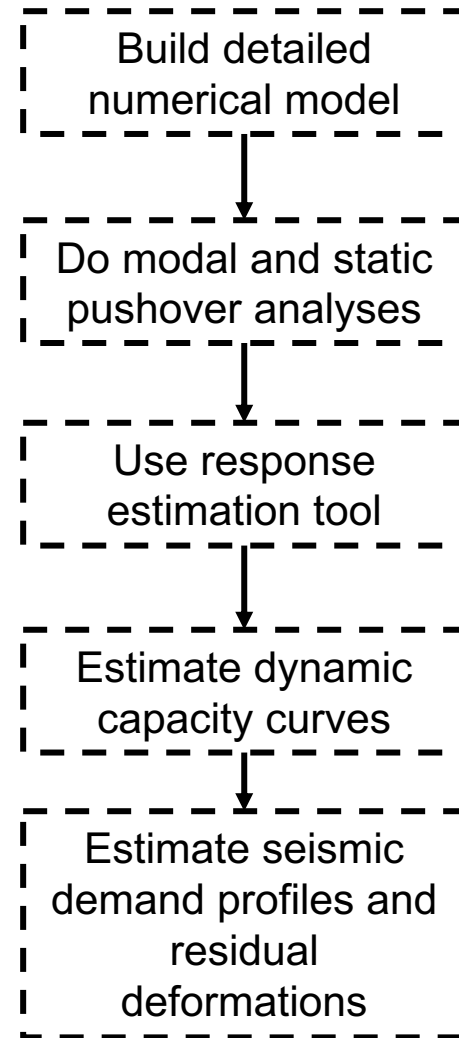 Build detailed
numerical model
Do modal and static
pushover analyses
Use response
estimation tool
Estimate dynamic
capacity curves
Estimate seismic
demand profiles and
residual
deformations